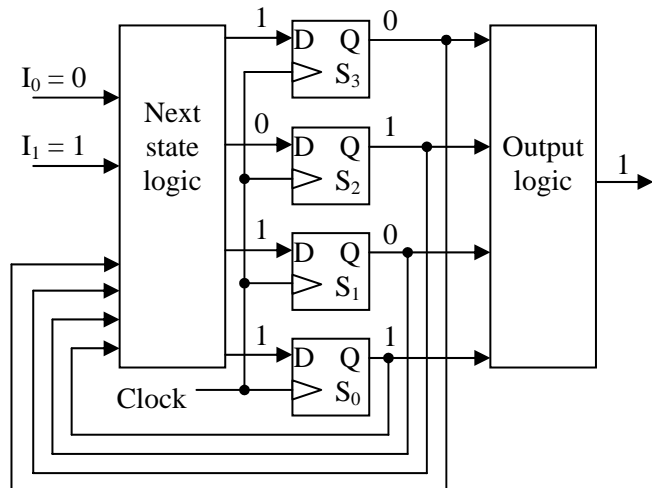 1
D Q
S₃
0
I₀ = 0
I₁ = 1
Next
state
logic
0
D Q
S₂
1
Output
logic
1
1
D Q
S₁
0
1
D Q
S₀
1
Clock